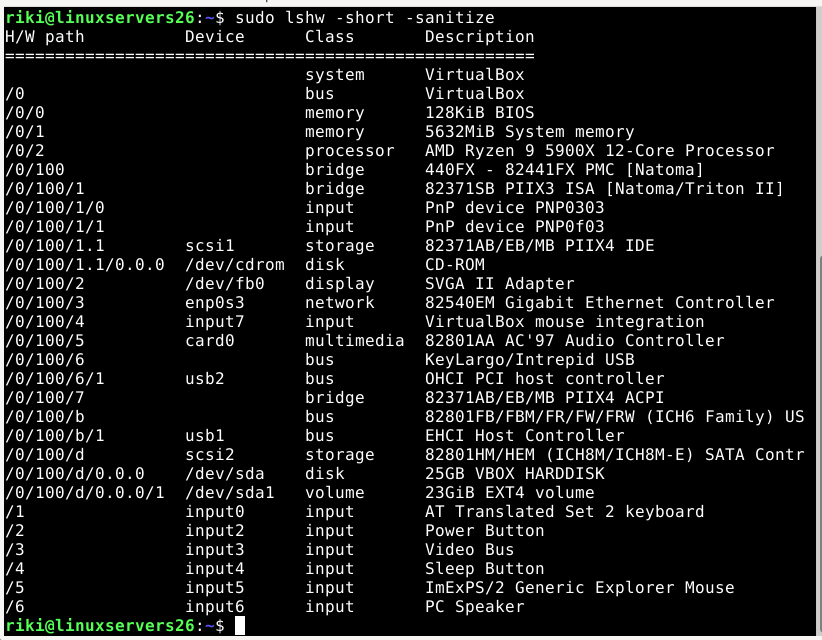 riki@linuxservers26:~$ sudo lshw -short -sanitize
H/W path          Device      Class       Description
=====================================================
                              system      VirtualBox
/0                            bus         VirtualBox
/0/0                          memory      128KiB BIOS
/0/1                          memory      5632MiB System memory
/0/2                          processor   AMD Ryzen 9 5900X 12-Core Processor
/0/100                        bridge      440FX - 82441FX PMC [Natoma]
/0/100/1                      bridge      82371SB PIIX3 ISA [Natoma/Triton II]
/0/100/1/0                    input       PnP device PNP0303
/0/100/1/1                    input       PnP device PNP0f03
/0/100/1.1        scsi1       storage     82371AB/EB/MB PIIX4 IDE
/0/100/1.1/0.0.0  /dev/cdrom  disk        CD-ROM
/0/100/2          /dev/fb0    display     SVGA II Adapter
/0/100/3          enp0s3      network     82540EM Gigabit Ethernet Controller
/0/100/4          input7      input       VirtualBox mouse integration
/0/100/5          card0       multimedia  82801AA AC'97 Audio Controller
/0/100/6                      bus         KeyLargo/Intrepid USB
/0/100/6/1        usb2        bus         OHCI PCI host controller
/0/100/7                      bridge      82371AB/EB/MB PIIX4 ACPI
/0/100/b                      bus         82801FB/FBM/FR/FW/FRW (ICH6 Family) US
/0/100/b/1        usb1        bus         EHCI Host Controller
/0/100/d          scsi2       storage     82801HM/HEM (ICH8M/ICH8M-E) SATA Contr
/0/100/d/0.0.0    /dev/sda    disk        25GB VBOX HARDDISK
/0/100/d/0.0.0/1  /dev/sda1   volume      23GiB EXT4 volume
/1                input0      input       AT Translated Set 2 keyboard
/2                input2      input       Power Button
/3                input3      input       Video Bus
/4                input4      input       Sleep Button
/5                input5      input       ImExPS/2 Generic Explorer Mouse
/6                input6      input       PC Speaker
riki@linuxservers26:~$